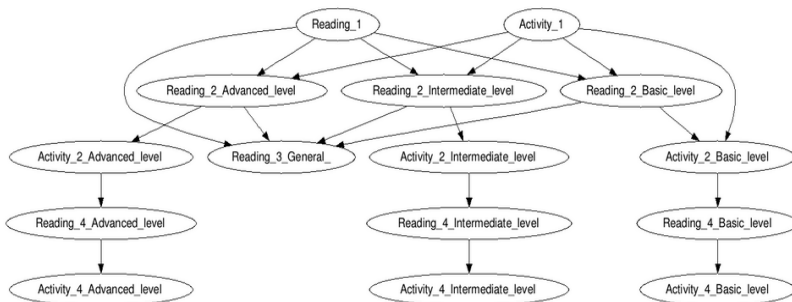 Reading_1
Activity_1
Reading_2_Advanced_level
Reading_2_Intermediate_level
Reading_2_Basic_level
Activity_2_Advanced_level
Reading_3_General_
Activity_2_Intermediate_level
Activity_2_Basic_level
Reading_4_Advanced_level
Reading_4_Intermediate_level
Reading_4_Basic_level
Activity_4_Advanced_level
Activity_4_Intermediate_level
Activity_4_Basic_level